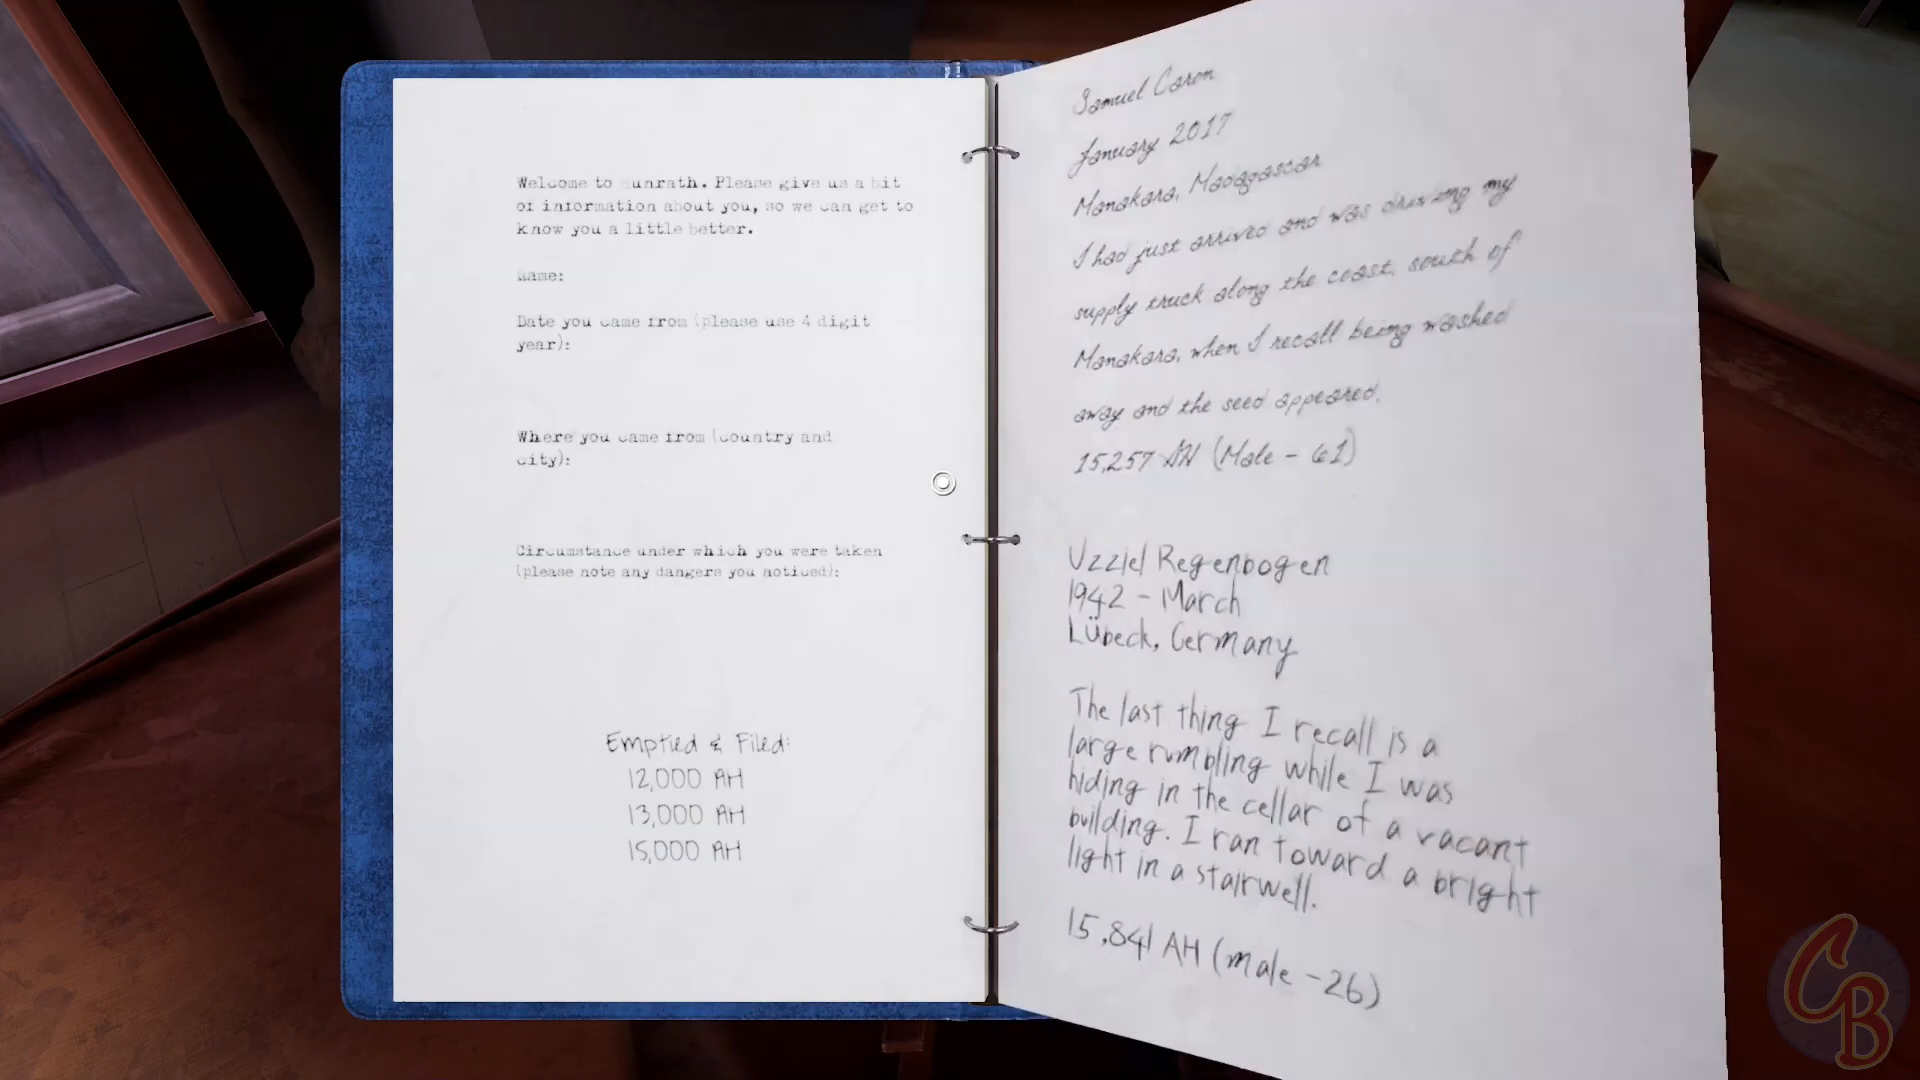 Welcome to unrath. Please give us a bit
of information about you, so we can get to
know you a little better.
Name:
Date you came from (please use 4 digit
year):
Where you came from (country and
city):
Circumstance under which you were taken
(please note any dangers you noticed):
Emptied & Filed:
12,000 AH
13,000 AH
15,000 AH
Samuel Caron
January 2017
Manakara, Madagascar
I had just arrived and was driving my
supply truck along the coast, south of
Manakara, when I recall being washed
away and the seed appeared.
15,257 AH (Male - 61)
Uzziel Regenbogen
1942 - March
Lübeck, Germany
The last thing I recall is a
large rumbling while I was
hiding in the cellar of a vacant
building. I ran toward a bright
light in a stairwell.
15,841 AH (male - 26)
CB